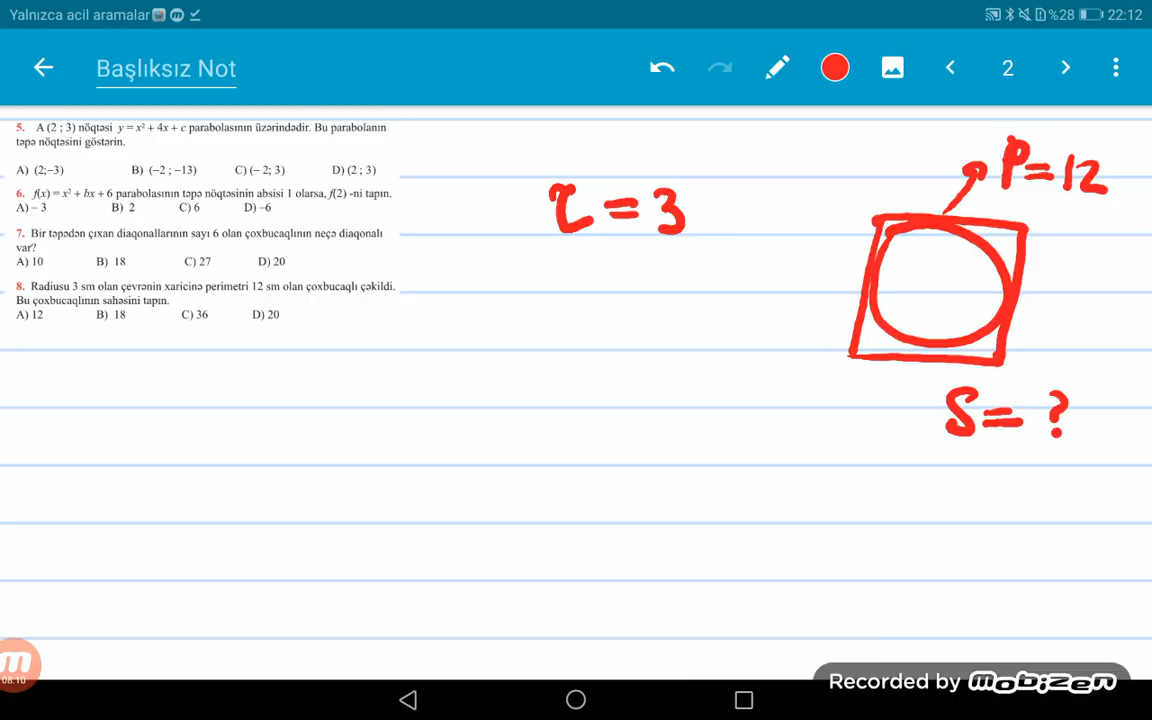 Yalnızca acil aramalar
%28 22:12
Başlıksız Not
2
5. A (2 ; 3) nöqtəsi y = x² + 4x + c parabolasının üzərindədir. Bu parabolanın
təpə nöqtəsini göstərin.
A) (2;−3) B) (−2 ; −13) C) (− 2; 3) D) (2 ; 3)
6. f(x) = x² + bx + 6 parabolasının təpə nöqtəsinin absisi 1 olarsa, f(2) -ni tapın.
A) – 3 B) 2 C) 6 D) –6
7. Bir təpədən çıxan diaqonallarının sayı 6 olan çoxbucaqlının neçə diaqonalı
var?
A) 10 B) 18 C) 27 D) 20
8. Radiusu 3 sm olan çevrənin xaricinə perimetri 12 sm olan çoxbucaqlı çəkildi.
Bu çoxbucaqlının sahəsini tapın.
A) 12 B) 18 C) 36 D) 20
r = 3
P = 12
S = ?
08:10
Recorded by mobizen